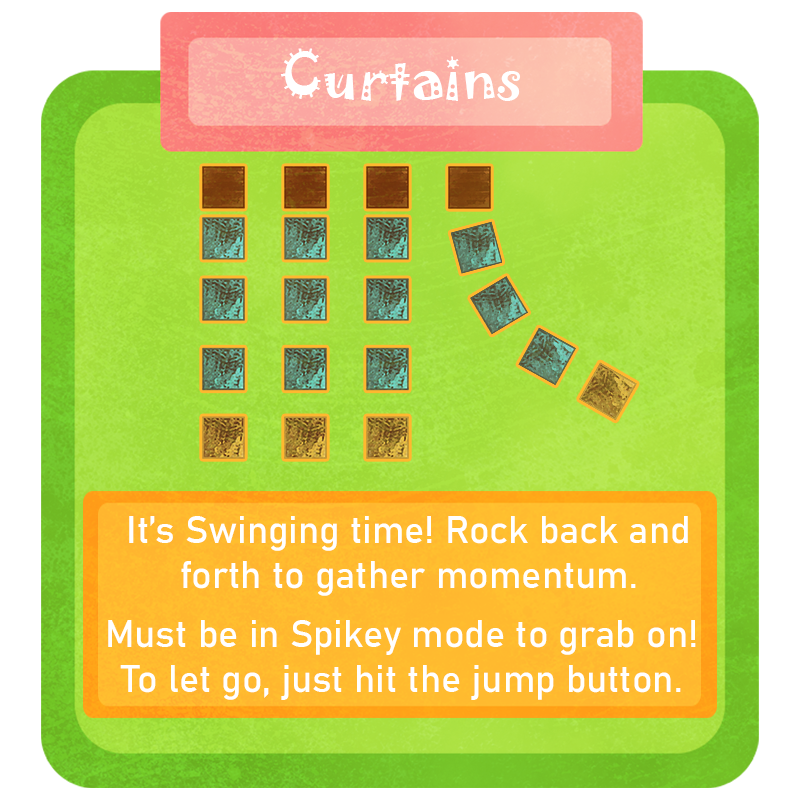 Curtains
It's Swinging time! Rock back and
forth to gather momentum.
Must be in Spikey mode to grab on!
To let go, just hit the jump button.